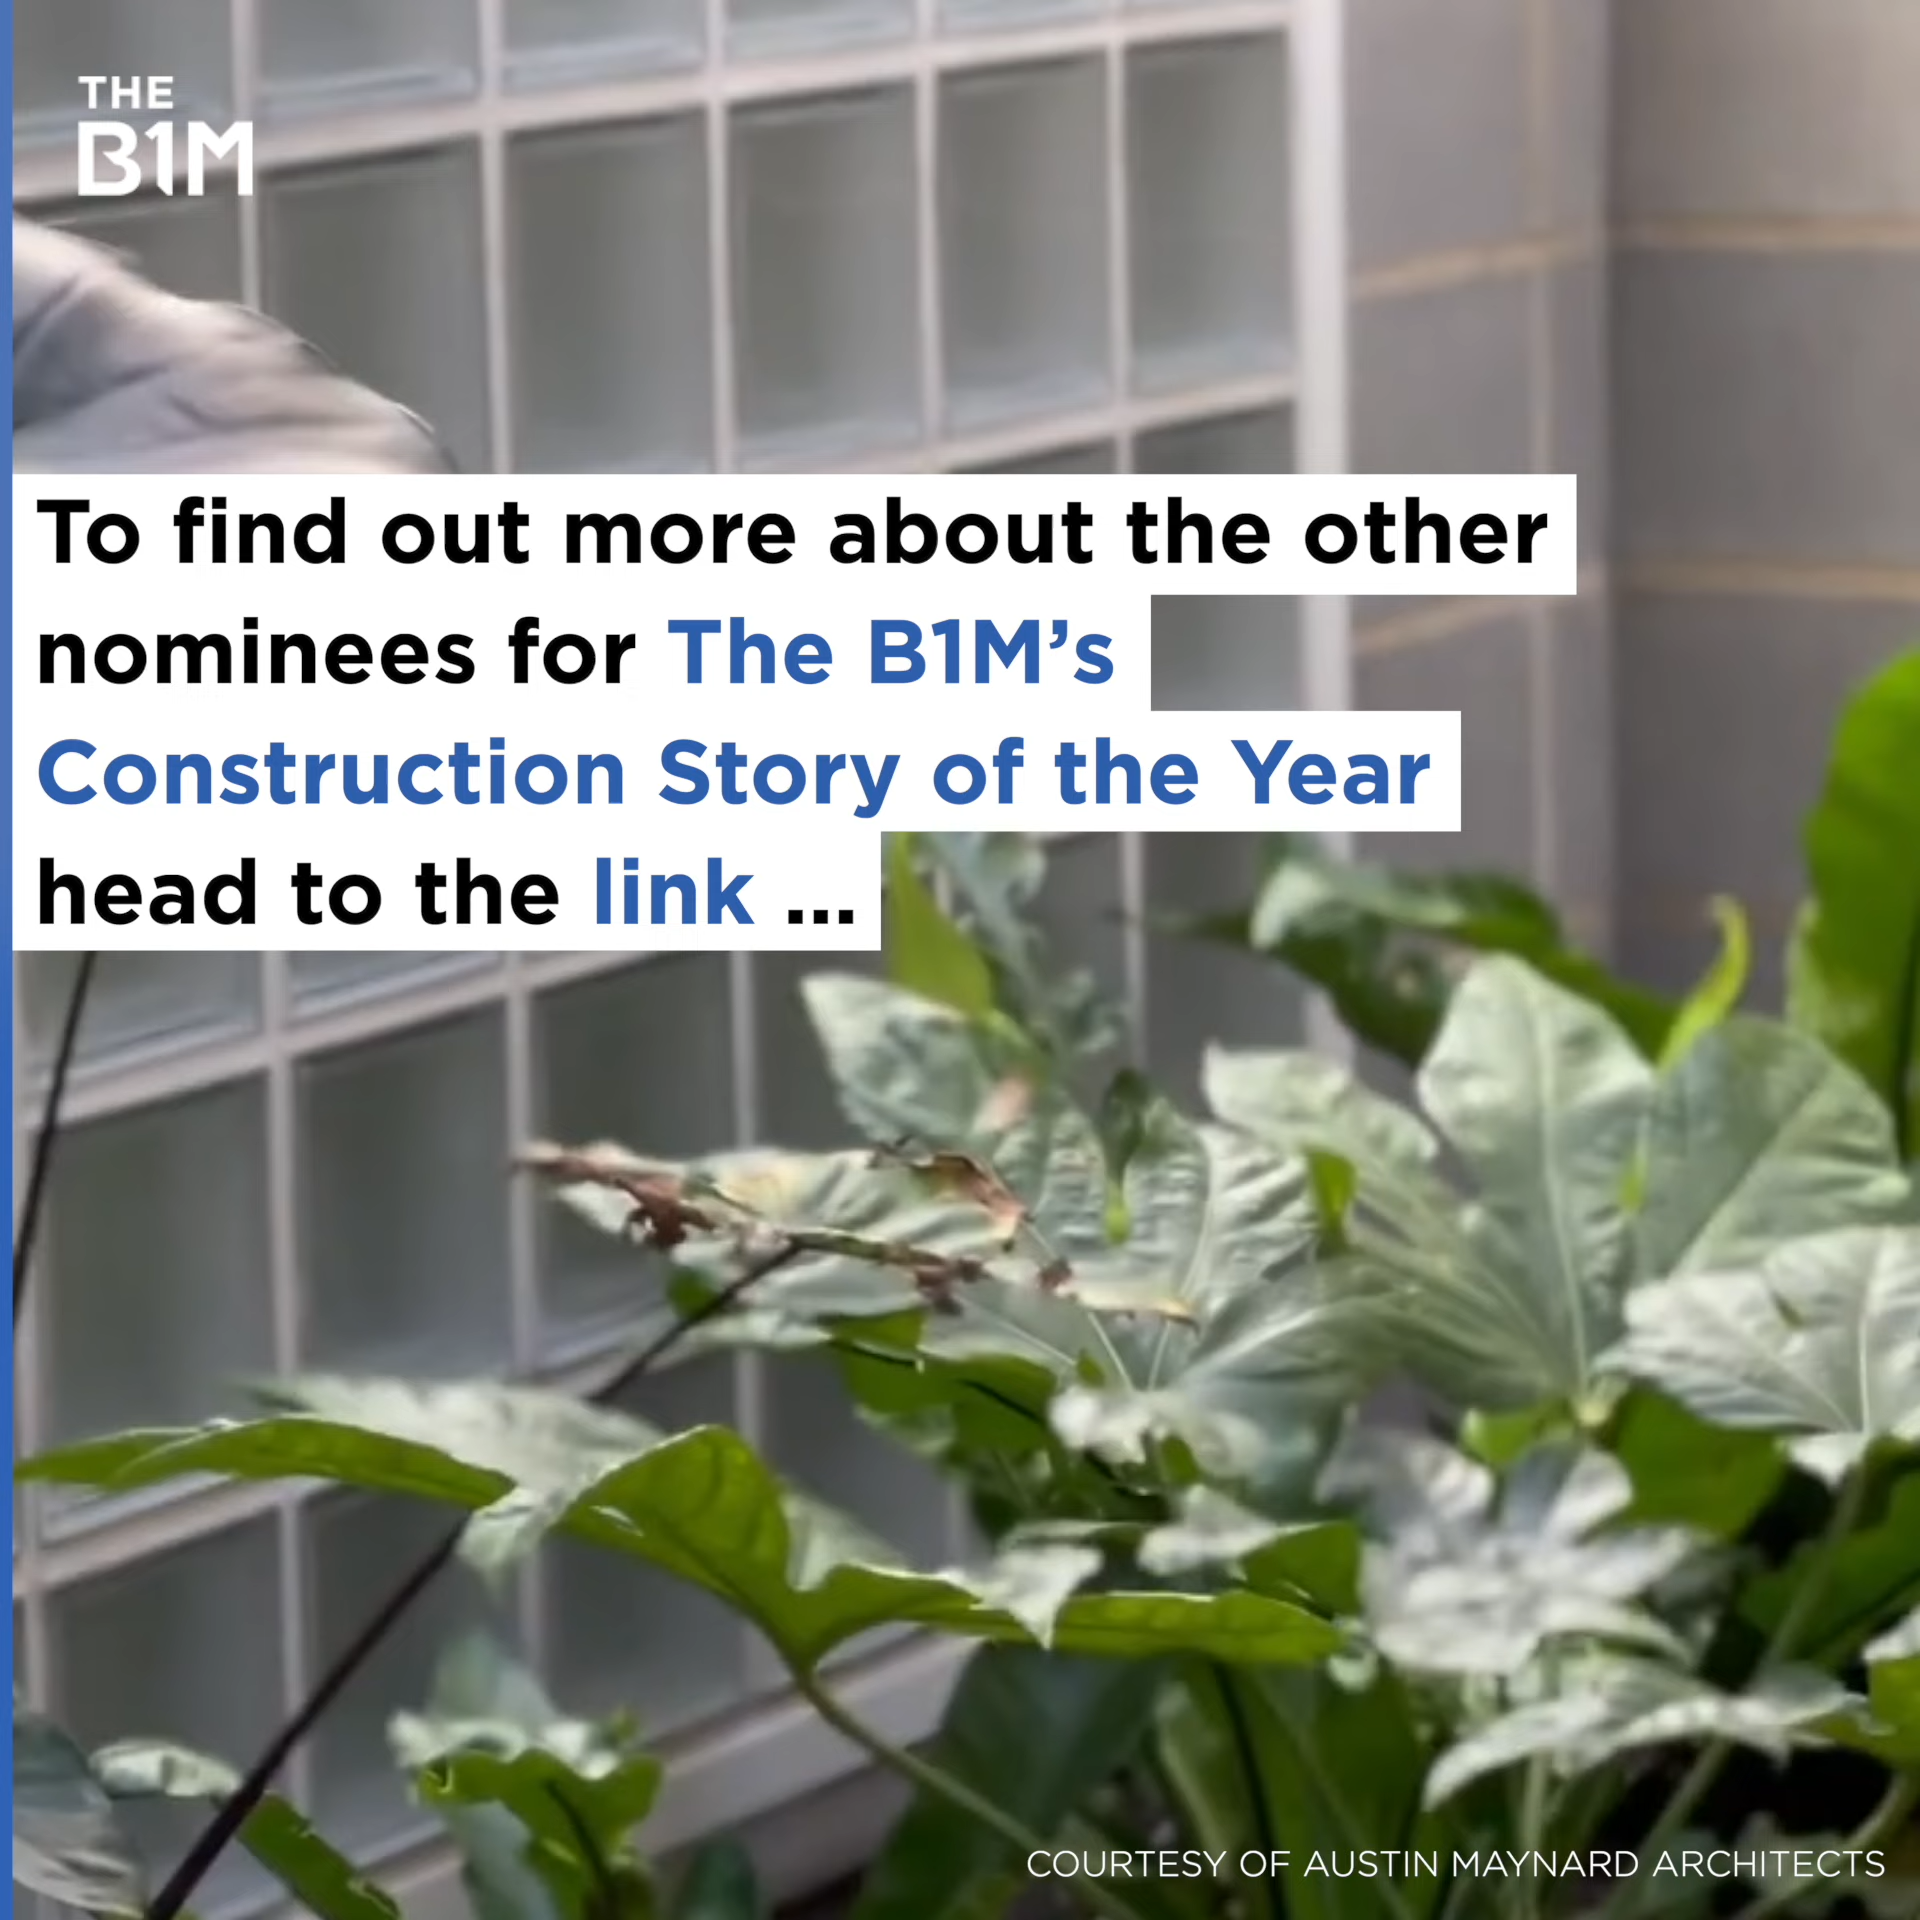 THE
B1M
To find out more about the other
nominees for The B1M’s
Construction Story of the Year
head to the link ...
COURTESY OF AUSTIN MAYNARD ARCHITECTS